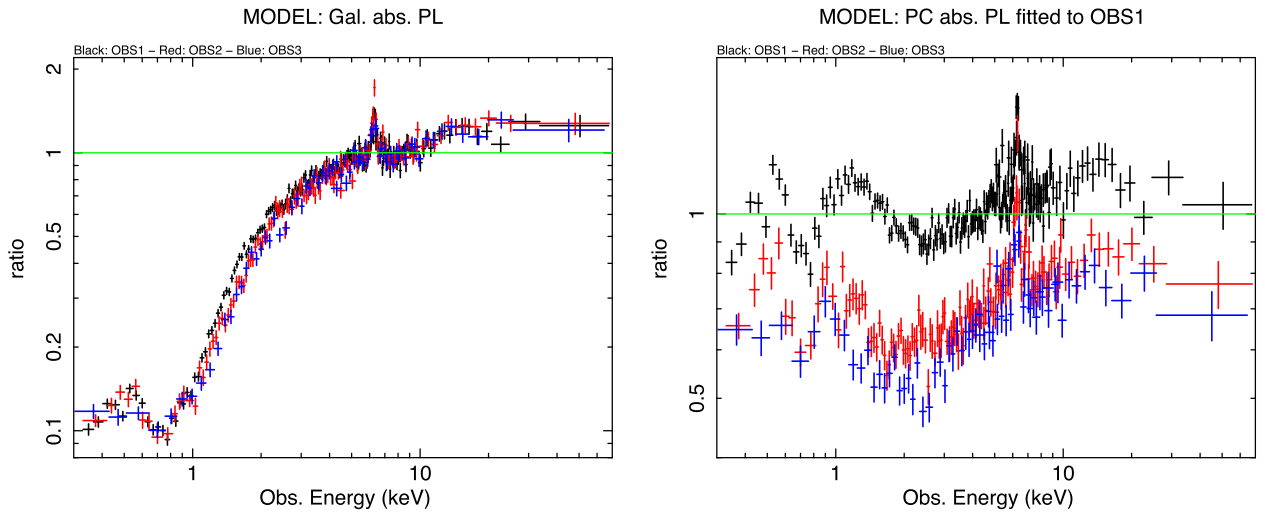 MODEL: Gal. abs. PL
Black: OBS1 − Red: OBS2 − Blue: OBS3
ratio
2
1
0.5
0.2
0.1
1
10
Obs. Energy (keV)
MODEL: PC abs. PL fitted to OBS1
Black: OBS1 − Red: OBS2 − Blue: OBS3
ratio
1
0.5
1
10
Obs. Energy (keV)